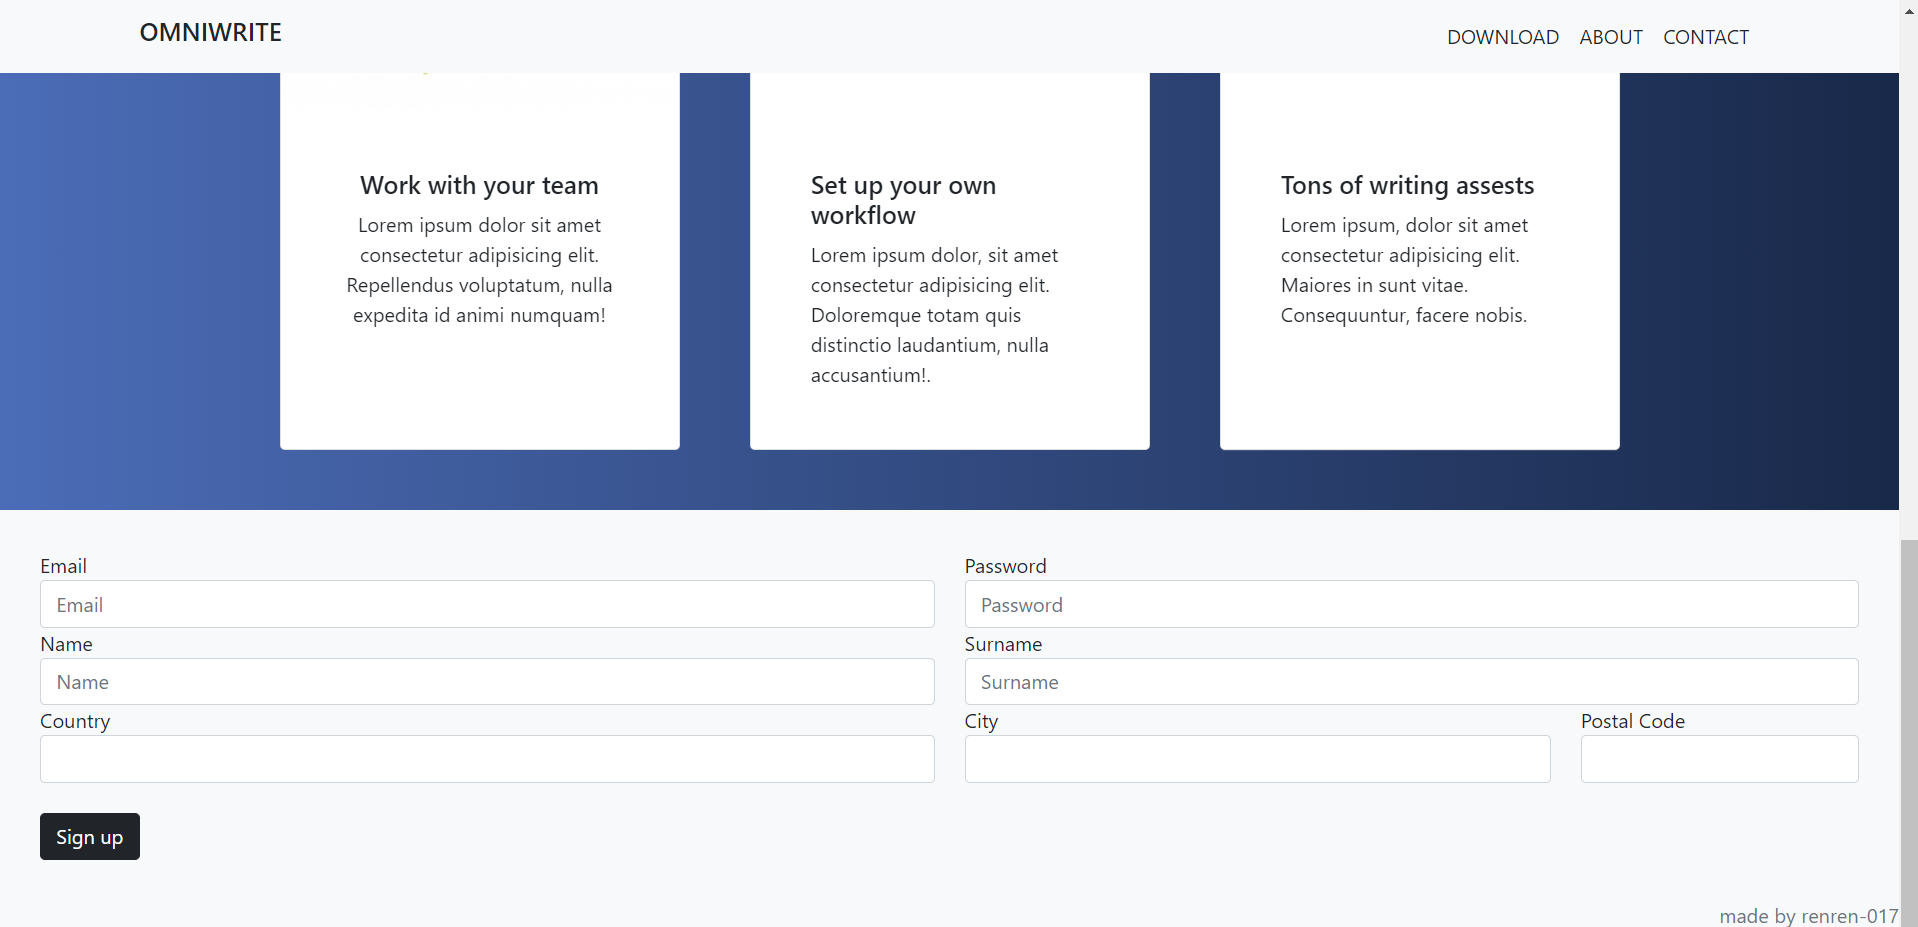 OMNIWRITE
DOWNLOAD ABOUT CONTACT
Work with your team
Lorem ipsum dolor sit amet
consectetur adipisicing elit.
Repellendus voluptatum, nulla
expedita id animi numquam!
Set up your own
workflow
Lorem ipsum dolor, sit amet
consectetur adipisicing elit.
Doloremque totam quis
distinctio laudantium, nulla
accusantium!.
Tons of writing assests
Lorem ipsum, dolor sit amet
consectetur adipisicing elit.
Maiores in sunt vitae.
Consequuntur, facere nobis.
Email
Email
Password
Password
Name
Name
Surname
Surname
Country
City
Postal Code
Sign up
made by renren-017